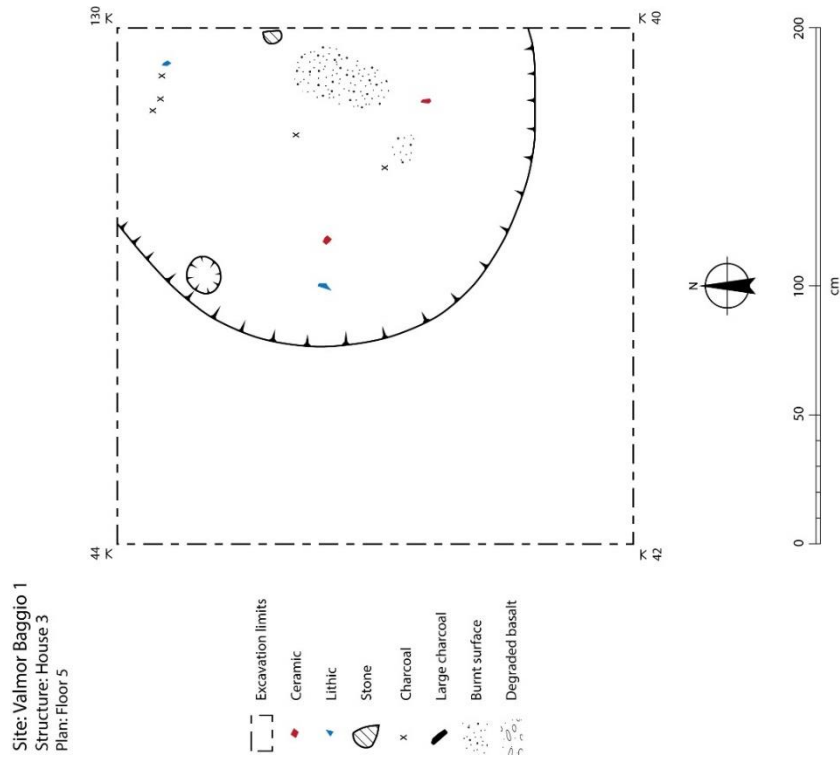 Site: Valmor Baggio 1
Structure: House 3
Plan: Floor 5
44
130
42
40
Excavation limits
Ceramic
Lithic
Stone
Charcoal
Large charcoal
Burnt surface
Degraded basalt
N
0
50
100
200
cm